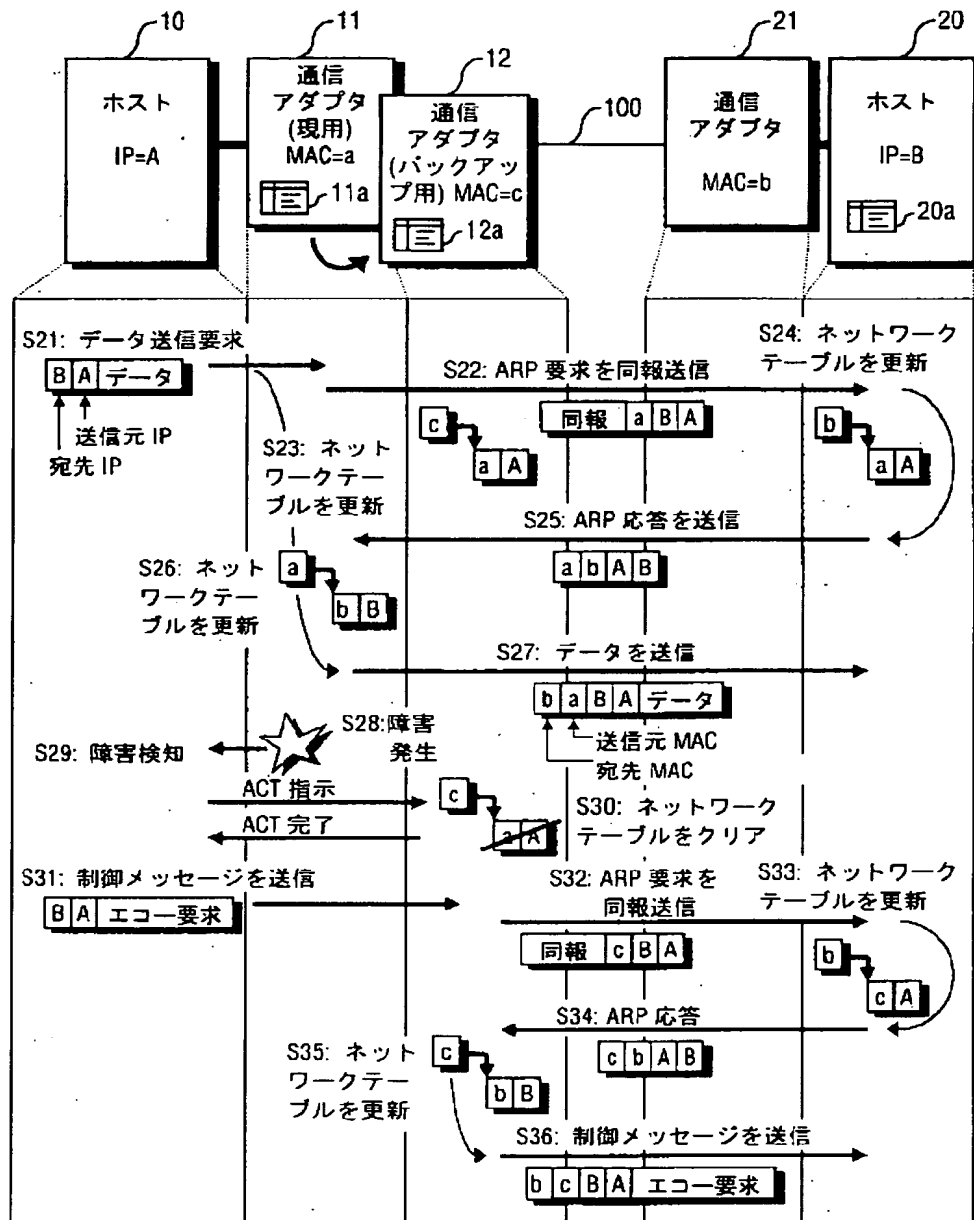 10
11
12
21
20
ホスト
IP=A
通信
アダプタ
(現用)
MAC=a
11a
通信
アダプタ
(バックアッ
プ用) MAC=c
12a
100
通信
アダプタ
MAC=b
ホスト
IP=B
20a
S21: データ送信要求
B A データ
送信元 IP
宛先 IP
S22: ARP 要求を同報送信
同報 a B A
c
a A
S23: ネット
ワークテー
ブルを更新
S24: ネットワーク
テーブルを更新
b
a A
S25: ARP 応答を送信
a b A B
S26: ネット
ワークテー
ブルを更新
a
b B
S27: データを送信
b a B A データ
送信元 MAC
宛先 MAC
S28:障害
発生
S29: 障害検知
ACT 指示
ACT 完了
c
a A
S30: ネットワーク
テーブルをクリア
S31: 制御メッセージを送信
B A エコー要求
S32: ARP 要求を
同報送信
同報 c B A
S33: ネットワーク
テーブルを更新
b
c A
S34: ARP 応答
c b A B
S35: ネット
ワークテー
ブルを更新
c
b B
S36: 制御メッセージを送信
b c B A エコー要求